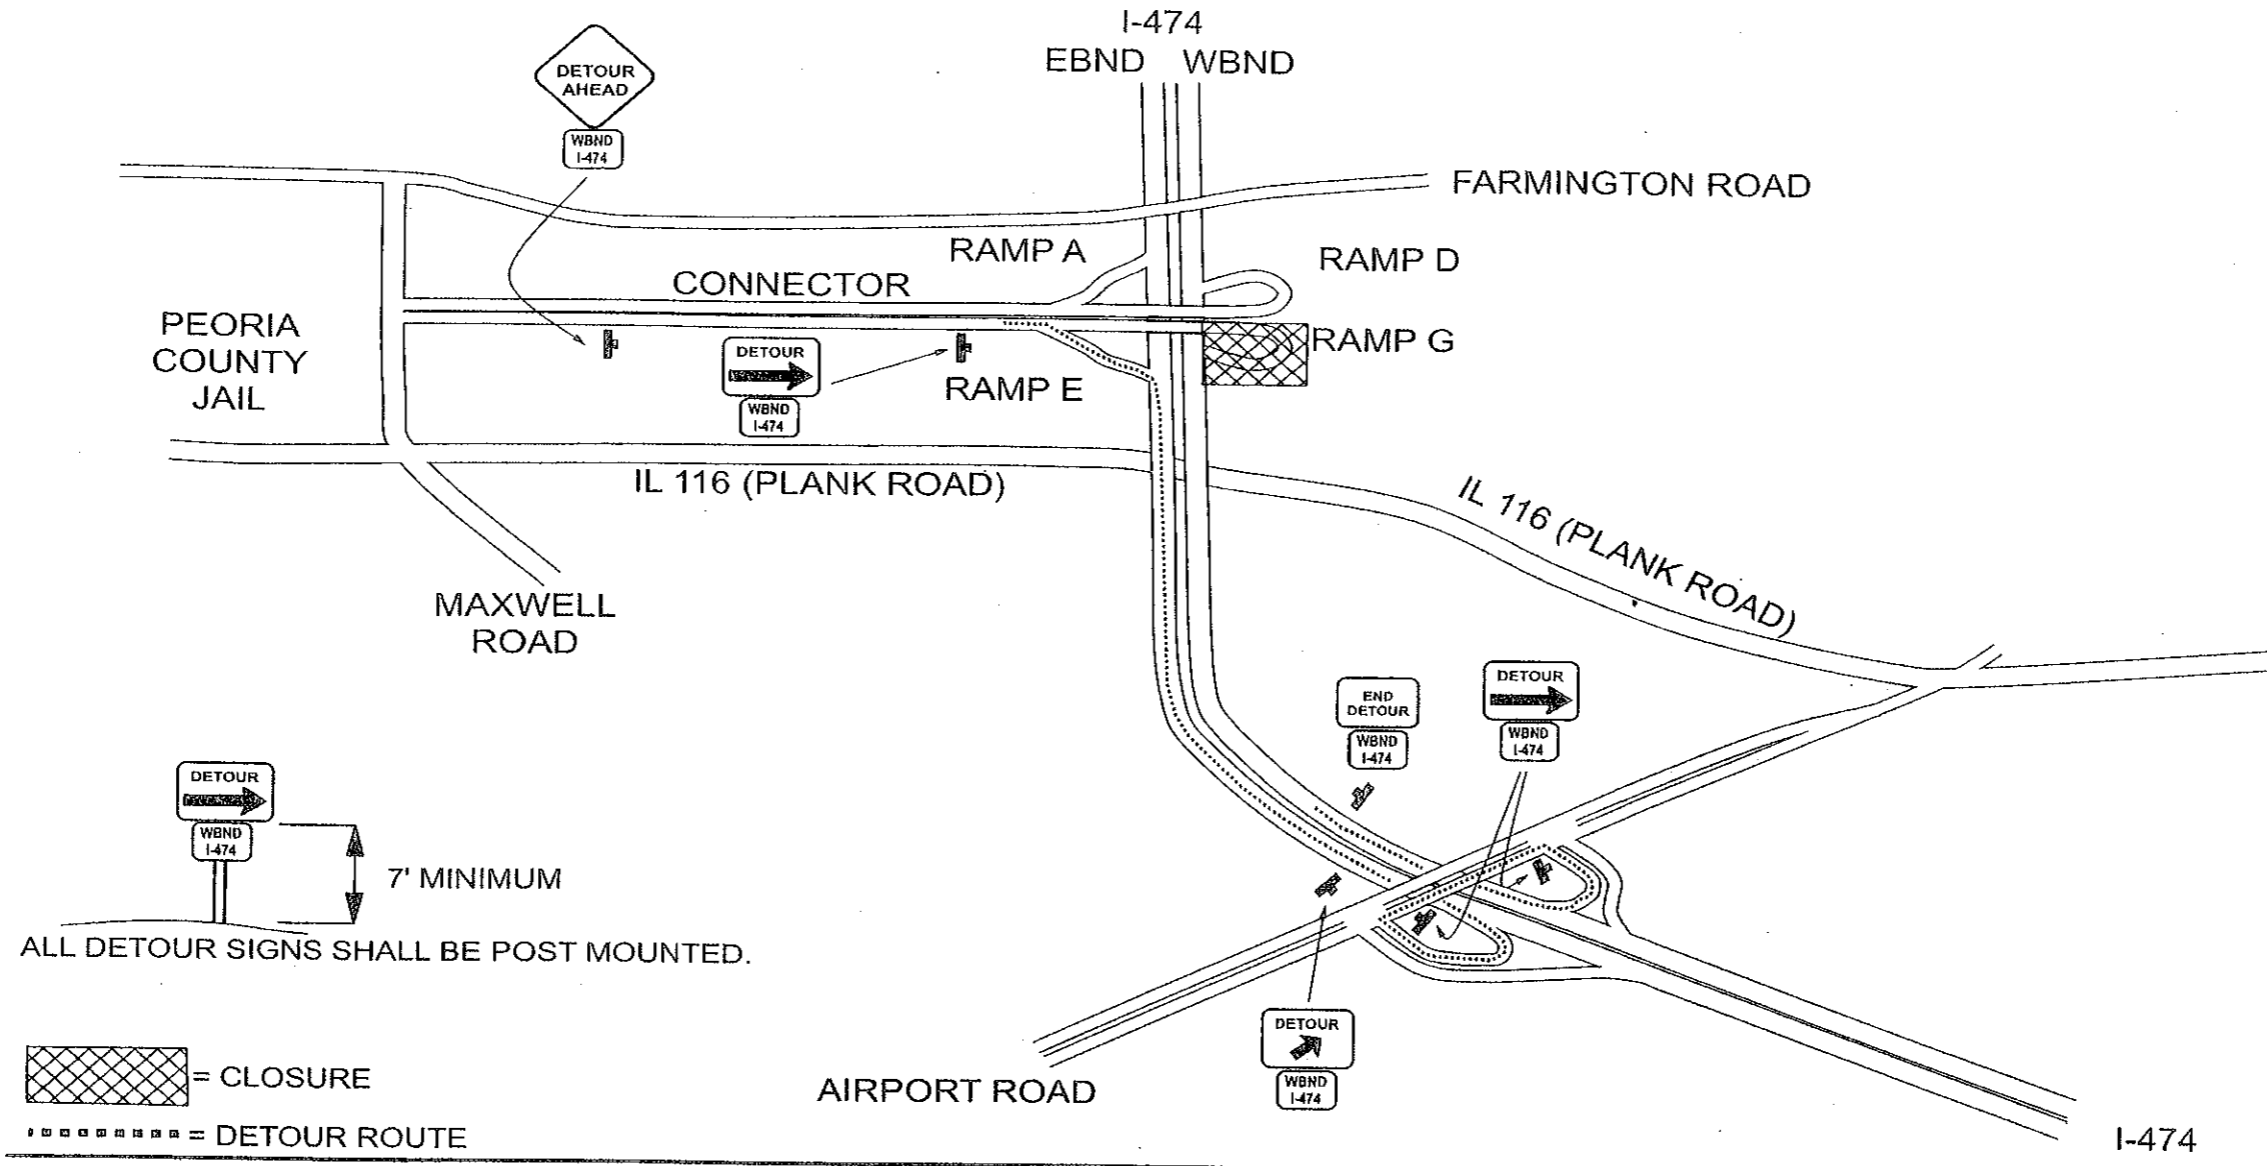 I-474
EBND WBND
DETOUR
AHEAD
WBND
I-474
FARMINGTON ROAD
RAMP A
RAMP D
CONNECTOR
PEORIA
COUNTY
JAIL
RAMP G
DETOUR
WBND
I-474
RAMP E
IL 116 (PLANK ROAD)
IL 116 (PLANK ROAD)
MAXWELL
ROAD
END
DETOUR
WBND
I-474
DETOUR
WBND
I-474
DETOUR
WBND
I-474
7' MINIMUM
ALL DETOUR SIGNS SHALL BE POST MOUNTED.
DETOUR
WBND
I-474
= CLOSURE
AIRPORT ROAD
= DETOUR ROUTE
I-474